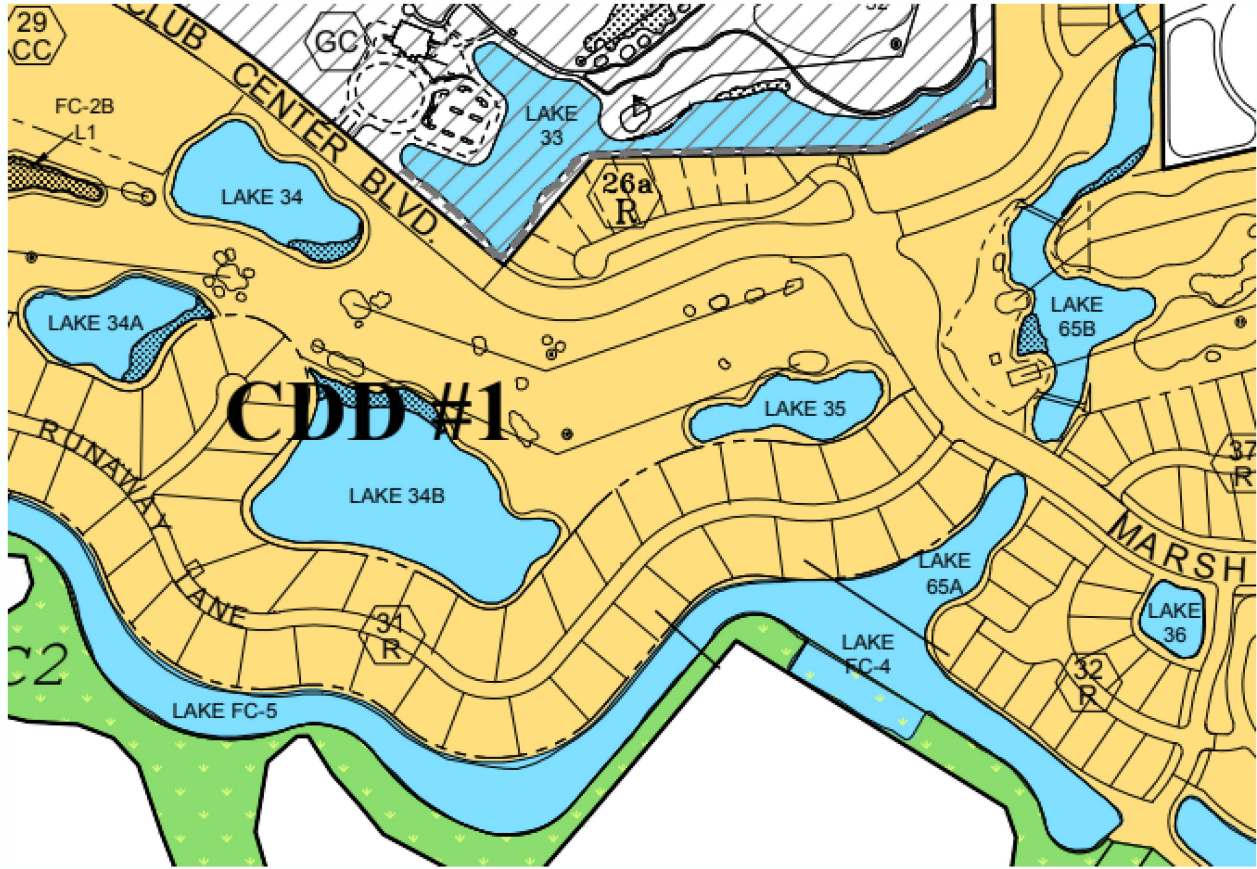 29
CC
CLUB CENTER BLVD.
GC
FC-2B
L1
LAKE
33
LAKE 34
26a
R
LAKE 34A
LAKE
65B
CDD #1
LAKE 35
RUNAWAY LANE
LAKE 34B
37
R
MARSH
LAKE
65A
LAKE
36
31
R
LAKE
FC-4
C2
32
R
LAKE FC-5